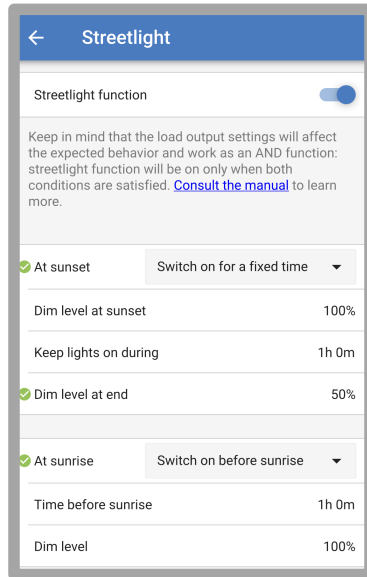 Streetlight
Streetlight function
Keep in mind that the load output settings will affect
the expected behavior and work as an AND function:
streetlight function will be on only when both
conditions are satisfied. Consult the manual to learn
more.
At sunset Switch on for a fixed time
Dim level at sunset 100%
Keep lights on during 1h 0m
Dim level at end 50%
At sunrise Switch on before sunrise
Time before sunrise 1h 0m
Dim level 100%